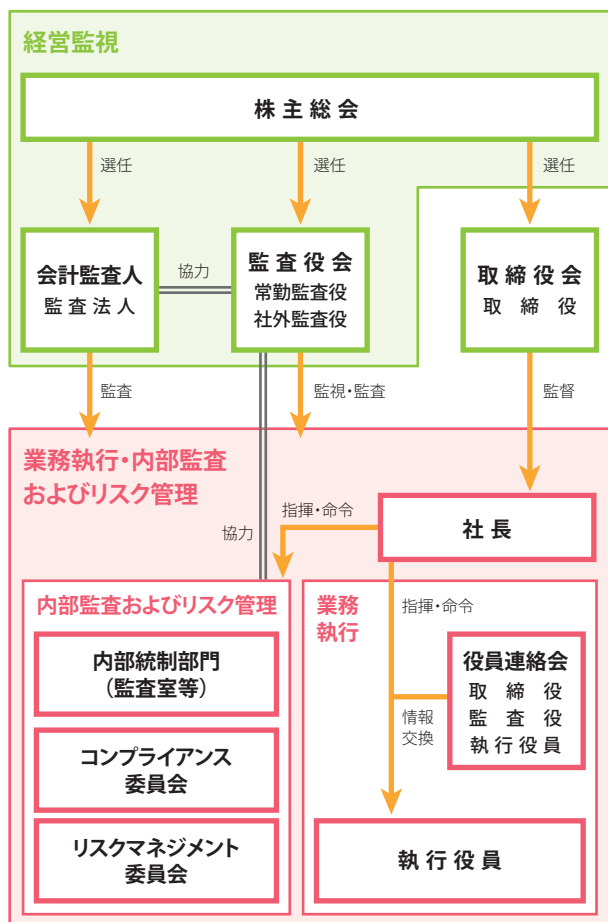 経営監視
株主総会
選任
選任
選任
会計監査人
監査法人
協力
監査役会
常勤監査役
社外監査役
取締役会
取締役
監査
監視・監査
監督
業務執行・内部監査
およびリスク管理
社長
指揮・命令
協力
内部監査およびリスク管理
内部統制部門
（監査室等）
コンプライアンス
委員会
リスクマネジメント
委員会
業務
執行
指揮・命令
役員連絡会
取締役
監査役
執行役員
情報
交換
執行役員